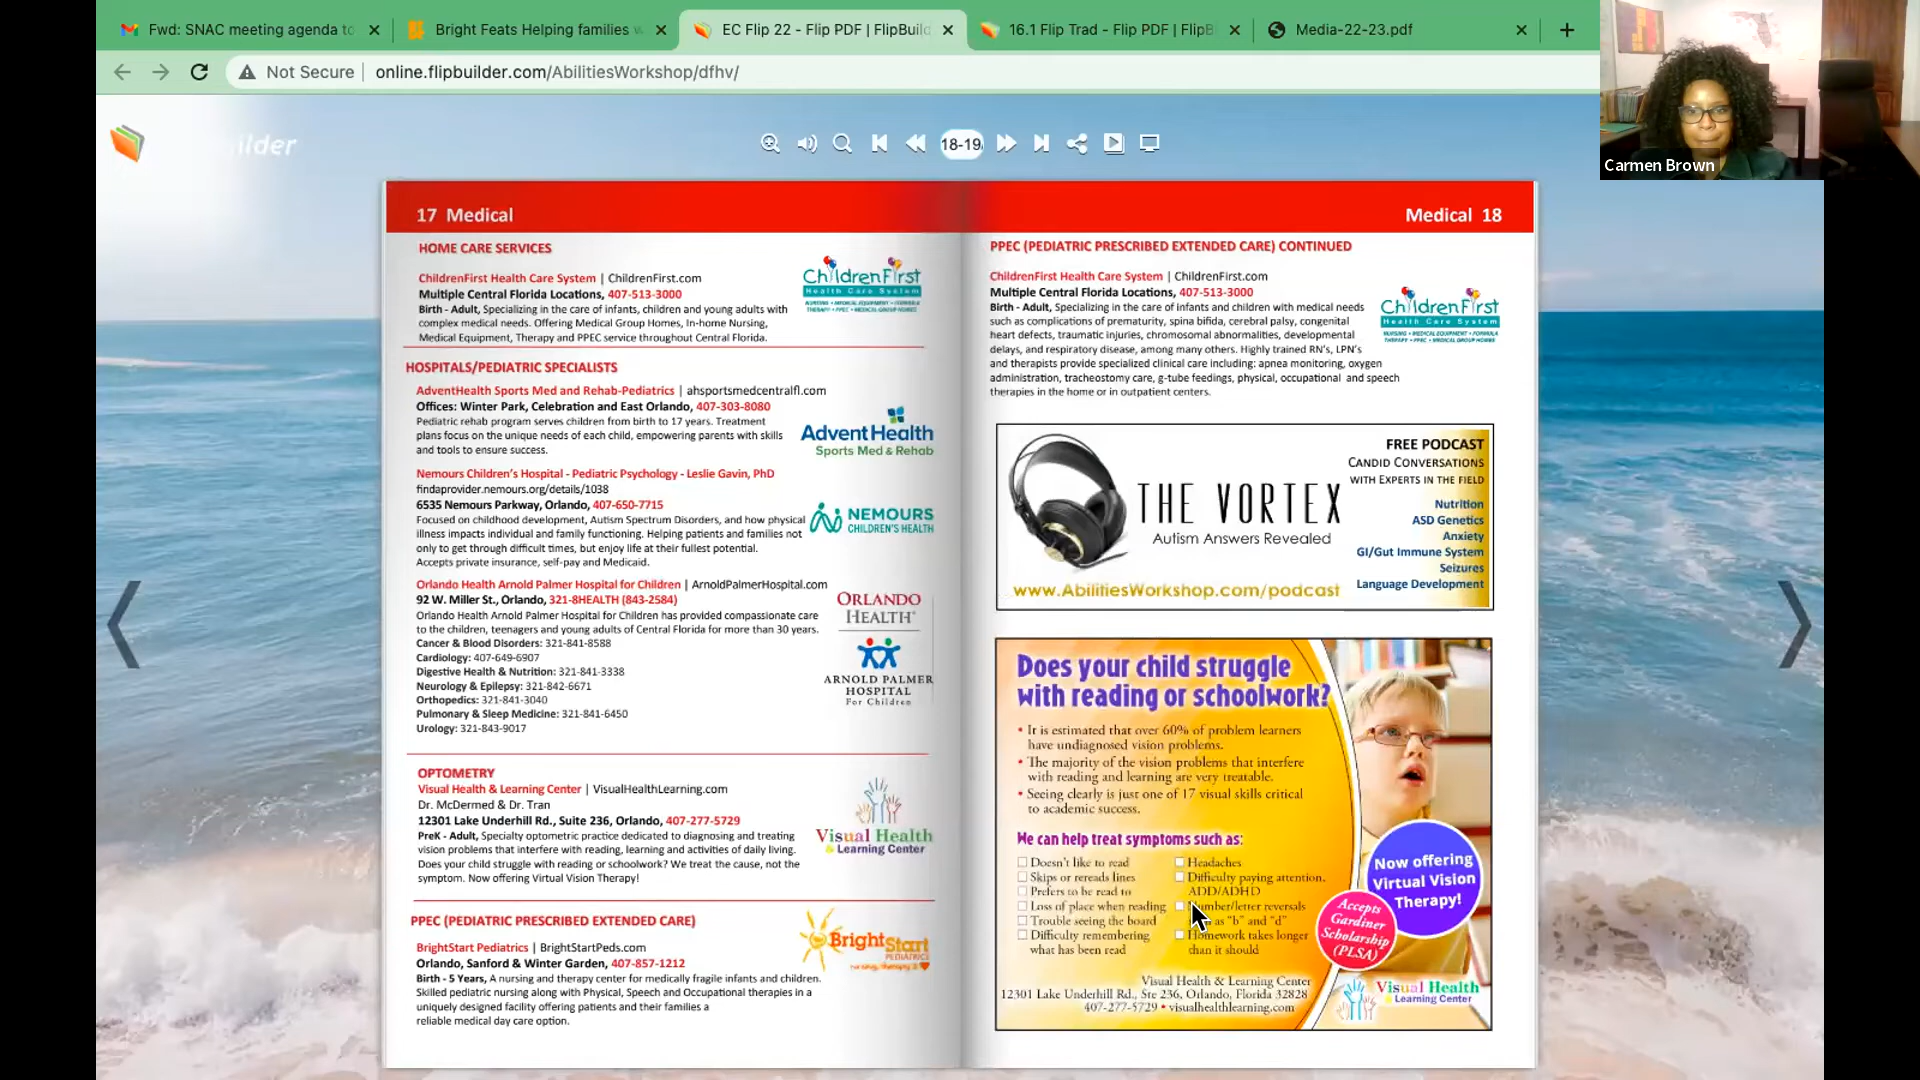 Fwd: SNAC meeting agenda to
Bright Feats Helping families w
EC Flip 22 - Flip PDF | FlipBuild
16.1 Flip Trad - Flip PDF | FlipB
Media-22-23.pdf
Not Secure
online.flipbuilder.com/AbilitiesWorkshop/dfhv/
Carmen Brown
18-19
17 Medical
HOME CARE SERVICES
ChildrenFirst Health Care System | ChildrenFirst.com
Multiple Central Florida Locations, 407-513-3000
Birth - Adult, Specializing in the care of infants, children and young adults with
complex medical needs. Offering Medical Group Homes, In-home Nursing,
Medical Equipment, Therapy and PPEC service throughout Central Florida.
ChildrenFirst
Health Care System
NURSING • MEDICAL EQUIPMENT • FORMULA
THERAPY • PPEC • MEDICAL GROUP HOMES
HOSPITALS/PEDIATRIC SPECIALISTS
AdventHealth Sports Med and Rehab-Pediatrics | ahsportsmedcentralfl.com
Offices: Winter Park, Celebration and East Orlando, 407-303-8080
Pediatric rehab program serves children from birth to 17 years. Treatment
plans focus on the unique needs of each child, empowering parents with skills
and tools to ensure success.
AdventHealth
Sports Med & Rehab
Nemours Children's Hospital - Pediatric Psychology - Leslie Gavin, PhD
findaprovider.nemours.org/details/1038
6535 Nemours Parkway, Orlando, 407-650-7715
Focused on childhood development, Autism Spectrum Disorders, and how physical
illness impacts individual and family functioning. Helping patients and families not
only to get through difficult times, but enjoy life at their fullest potential.
Accepts private insurance, self-pay and Medicaid.
NEMOURS
CHILDREN'S HEALTH
Orlando Health Arnold Palmer Hospital for Children | ArnoldPalmerHospital.com
92 W. Miller St., Orlando, 321-8HEALTH (843-2584)
Orlando Health Arnold Palmer Hospital for Children has provided compassionate care
to the children, teenagers and young adults of Central Florida for more than 30 years.
Cancer & Blood Disorders: 321-841-8588
Cardiology: 407-649-6907
Digestive Health & Nutrition: 321-841-3338
Neurology & Epilepsy: 321-842-6671
Orthopedics: 321-841-3040
Pulmonary & Sleep Medicine: 321-841-6450
Urology: 321-843-9017
ORLANDO
HEALTH
ARNOLD PALMER
HOSPITAL
For Children
OPTOMETRY
Visual Health & Learning Center | VisualHealthLearning.com
Dr. McDermed & Dr. Tran
12301 Lake Underhill Rd., Suite 236, Orlando, 407-277-5729
PreK - Adult, Specialty optometric practice dedicated to diagnosing and treating
vision problems that interfere with reading, learning and activities of daily living.
Does your child struggle with reading or schoolwork? We treat the cause, not the
symptom. Now offering Virtual Vision Therapy!
Visual Health
& Learning Center
PPEC (PEDIATRIC PRESCRIBED EXTENDED CARE)
BrightStart Pediatrics | BrightStartPeds.com
Orlando, Sanford & Winter Garden, 407-857-1212
Birth - 5 Years, A nursing and therapy center for medically fragile infants and children.
Skilled pediatric nursing along with Physical, Speech and Occupational therapies in a
uniquely designed facility offering patients and their families a
reliable medical day care option.
BrightStart
PEDIATRICS
Medical 18
PPEC (PEDIATRIC PRESCRIBED EXTENDED CARE) CONTINUED
ChildrenFirst Health Care System | ChildrenFirst.com
Multiple Central Florida Locations, 407-513-3000
Birth - Adult, Specializing in the care of infants and children with medical needs
such as complications of prematurity, spina bifida, cerebral palsy, congenital
heart defects, traumatic injuries, chromosomal abnormalities, developmental
delays, and respiratory disease, among many others. Highly trained RN's, LPN's
and therapists provide specialized clinical care including: apnea monitoring, oxygen
administration, tracheostomy care, g-tube feedings, physical, occupational and speech
therapies in the home or in outpatient centers.
ChildrenFirst
Health Care System
NURSING • MEDICAL EQUIPMENT • FORMULA
THERAPY • PPEC • MEDICAL GROUP HOMES
THE VORTEX
Autism Answers Revealed
www.AbilitiesWorkshop.com/podcast
FREE PODCAST
CANDID CONVERSATIONS
WITH EXPERTS IN THE FIELD
Nutrition
ASD Genetics
Anxiety
GI/Gut Immune System
Seizures
Language Development
Does your child struggle
with reading or schoolwork?
• It is estimated that over 60% of problem learners
have undiagnosed vision problems.
• The majority of the vision problems that interfere
with reading and learning are very treatable.
• Seeing clearly is just one of 17 visual skills critical
to academic success.
We can help treat symptoms such as:
Doesn't like to read
Skips or rereads lines
Prefers to be read to
Loss of place when reading
Trouble seeing the board
Difficulty remembering
what has been read
Headaches
Difficulty paying attention,
ADD/ADHD
Number/letter reversals
as "b" and "d"
Homework takes longer
than it should
Now offering
Virtual Vision
Therapy!
Accepts
Gardiner
Scholarship
(PLSA)
Visual Health & Learning Center
12301 Lake Underhill Rd., Ste 236, Orlando, Florida 32828
407-277-5729 • visualhealthlearning.com
Visual Health
& Learning Center